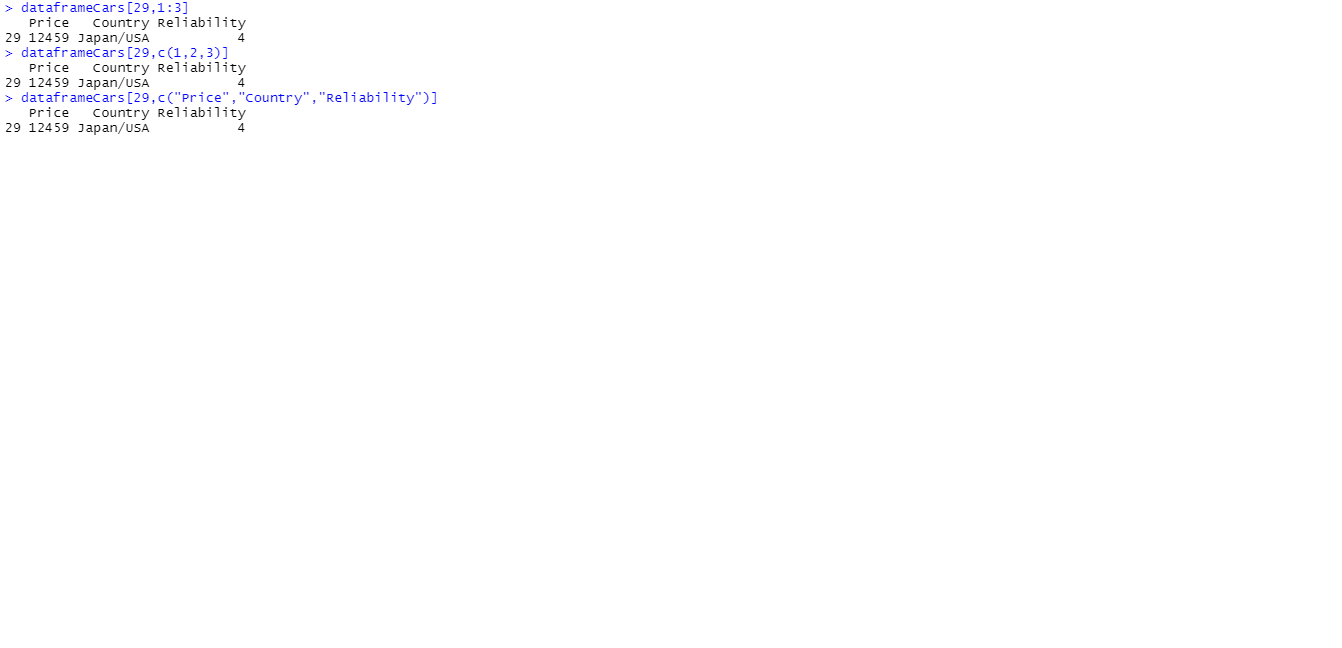 > dataframeCars[29,1:3]
   Price   Country Reliability
29 12459 Japan/USA           4
> dataframeCars[29,c(1,2,3)]
   Price   Country Reliability
29 12459 Japan/USA           4
> dataframeCars[29,c("Price","Country","Reliability")]
   Price   Country Reliability
29 12459 Japan/USA           4